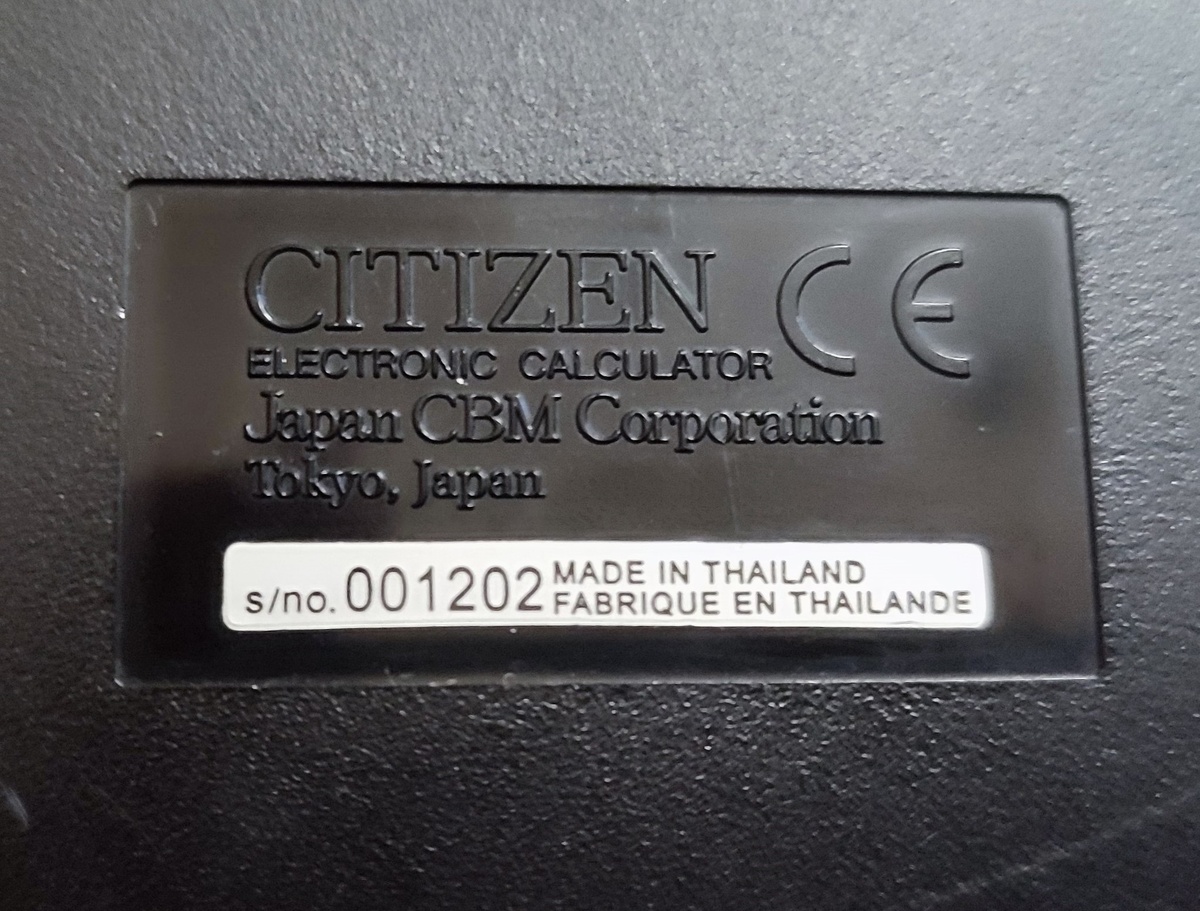 CITIZEN CE
ELECTRONIC CALCULATOR
Japan CBM Corporation
Tokyo, Japan
s/no. 001202 MADE IN THAILAND
FABRIQUE EN THAILANDE